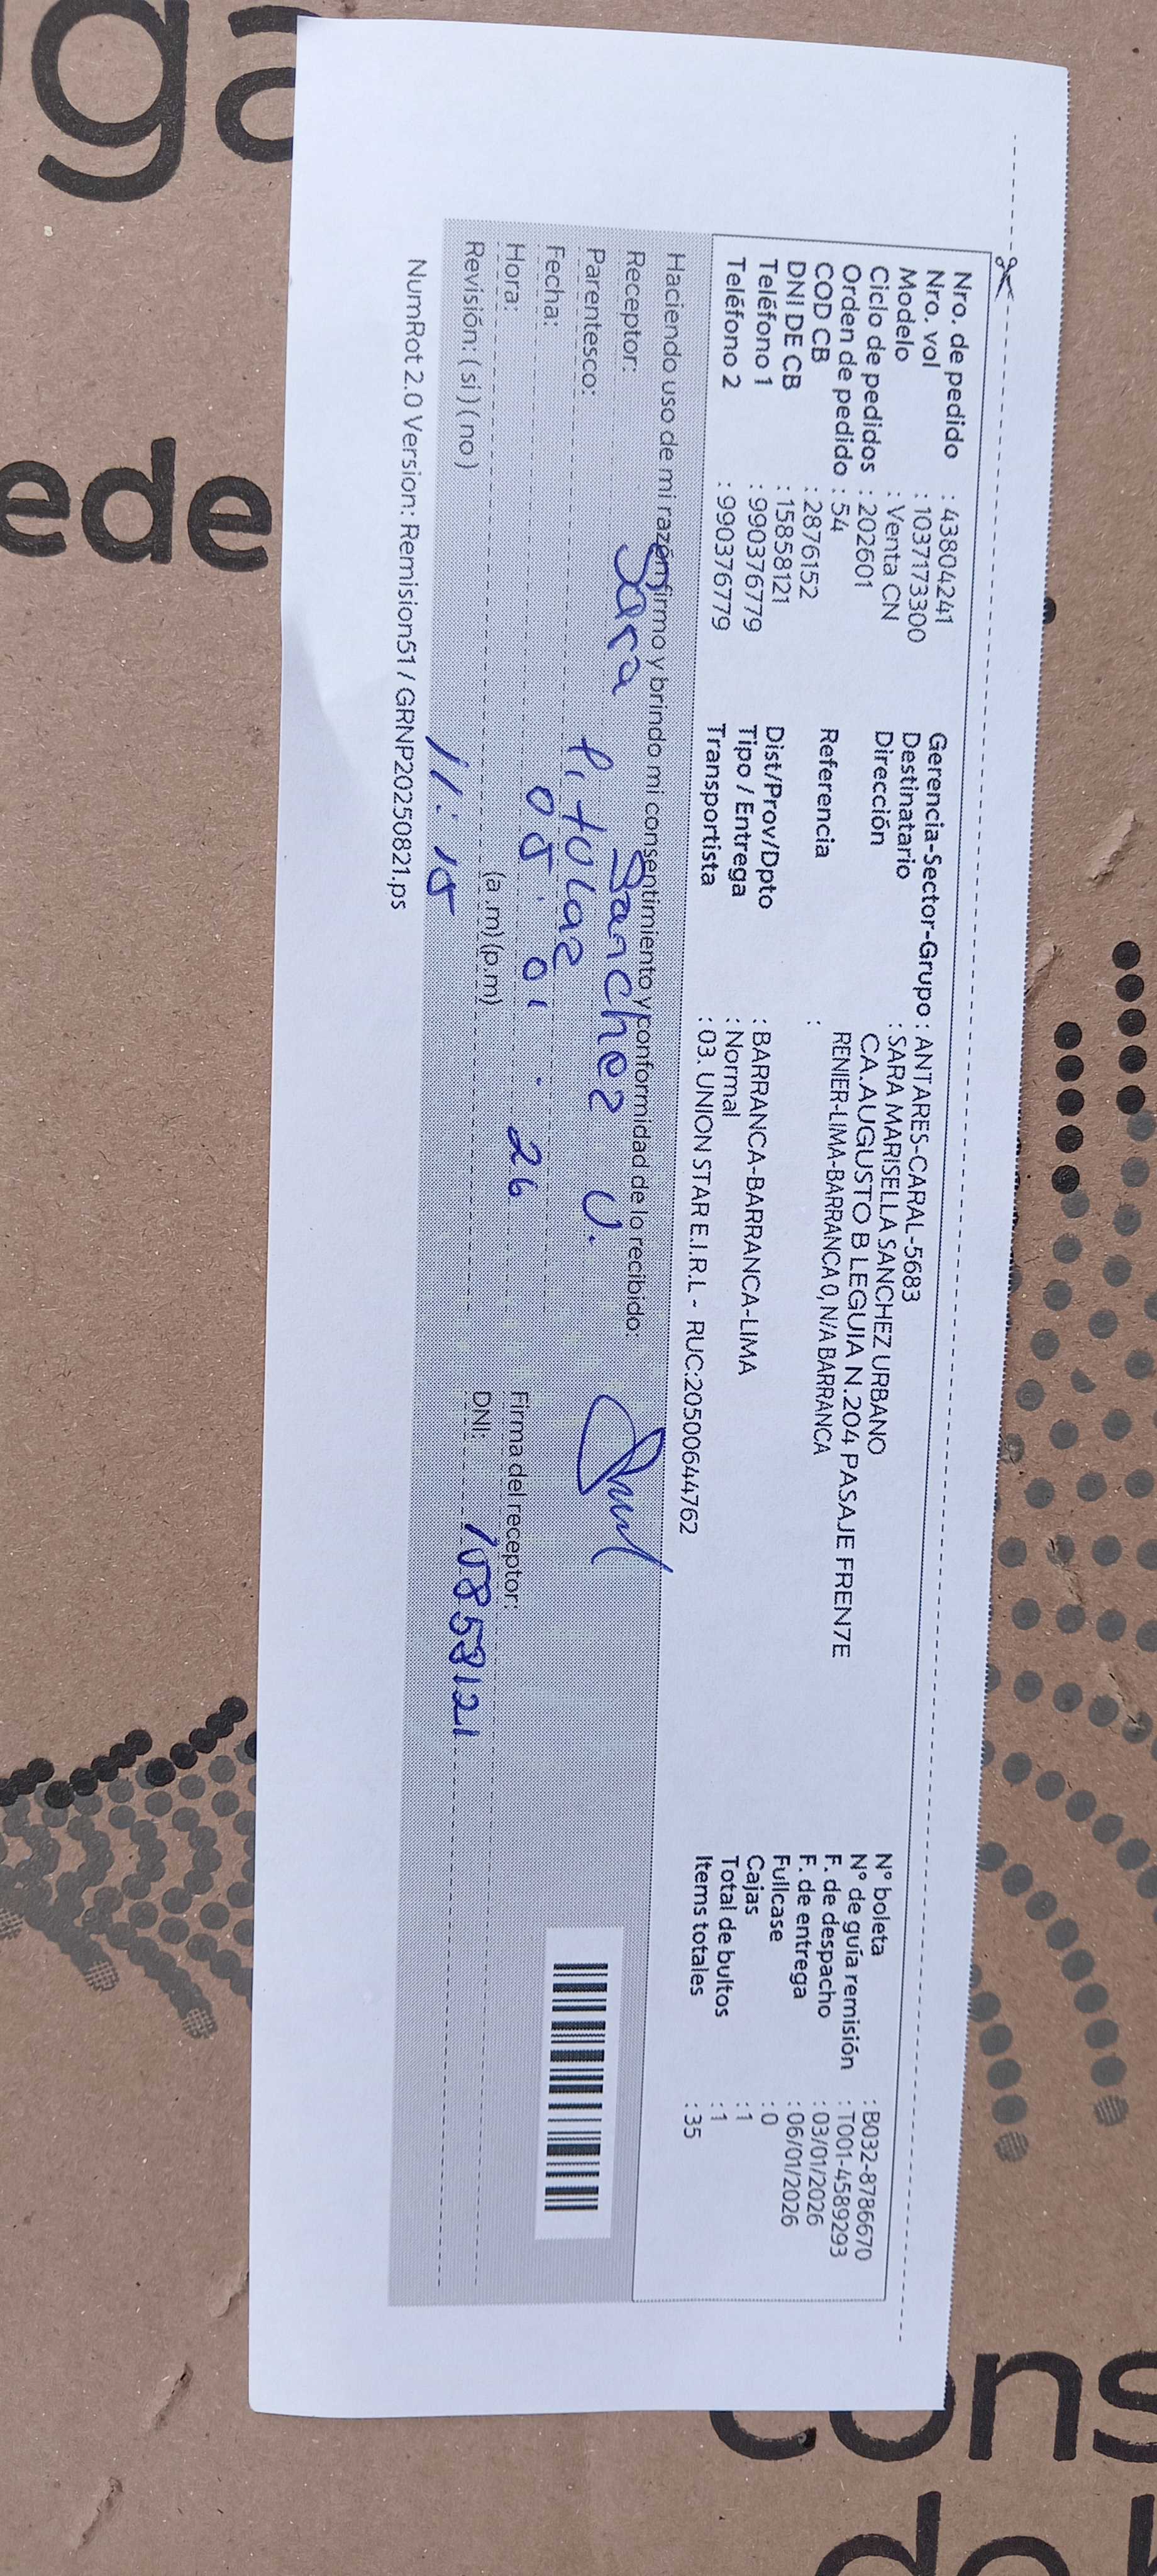 Nro. de pedido : 43804241
Nro. vol : 1037173300
Modelo : Venta CN
Ciclo de pedidos : 202601
Orden de pedido : 54
COD CB : 2876152
DNI DE CB : 15858121
Teléfono 1 : 990376779
Teléfono 2 : 990376779
Gerencia-Sector-Grupo : ANTARES-CARAL-5683
Destinatario : SARA MARISELLA SANCHEZ URBANO
Dirección CA.AUGUSTO B LEGUIA N.204 PASAJE FREN7E
RENIER-LIMA-BARRANCA 0, N/A BARRANCA
Referencia :
Dist/Prov/Dpto : BARRANCA-BARRANCA-LIMA
Tipo / Entrega : Normal
Transportista : 03. UNION STAR E.I.R.L - RUC:20500644762
N° boleta : B032-8786670
N° de guía remisión : T001-4589293
F. de despacho : 03/01/2026
F. de entrega : 06/01/2026
Fullcase : 0
Cajas : 1
Total de bultos : 1
Items totales : 35
Haciendo uso de mi razón firmo y brindo mi consentimiento y conformidad de lo recibido:
Receptor: Sara Sanchez U.
Parentesco: titular
Fecha: 05 . 01 . 26
Hora: 11:15 (a.m) (p.m)
Revisión: ( si ) ( no )
Firma del receptor:
DNI: 15858121
NumRot 2.0 Version: Remision51 / GRNP20250821.ps
ga
ede
cons
de